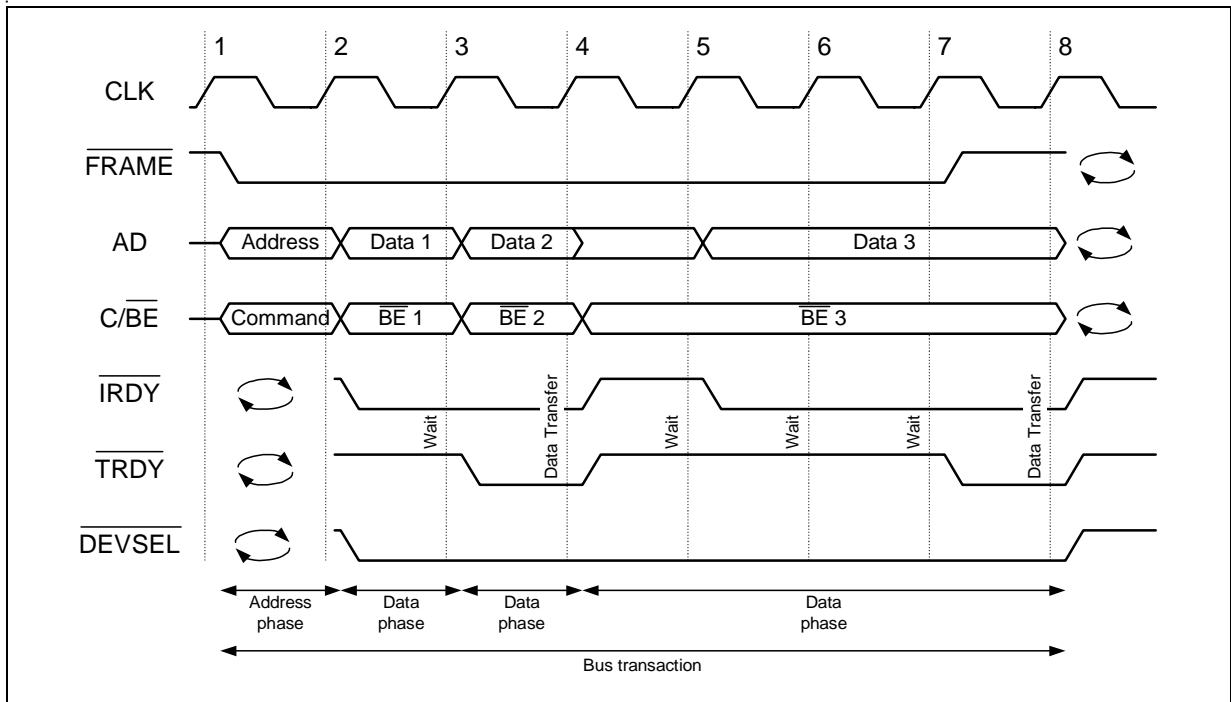 1 2 3 4 5 6 7 8
CLK
FRAME
AD
Address Data 1 Data 2 Data 3
C/BE
Command BE 1 BE 2 BE 3
IRDY
Wait
Data Transfer
Wait
Wait
Wait
Data Transfer
TRDY
DEVSEL
Address phase
Data phase
Data phase
Data phase
Bus transaction